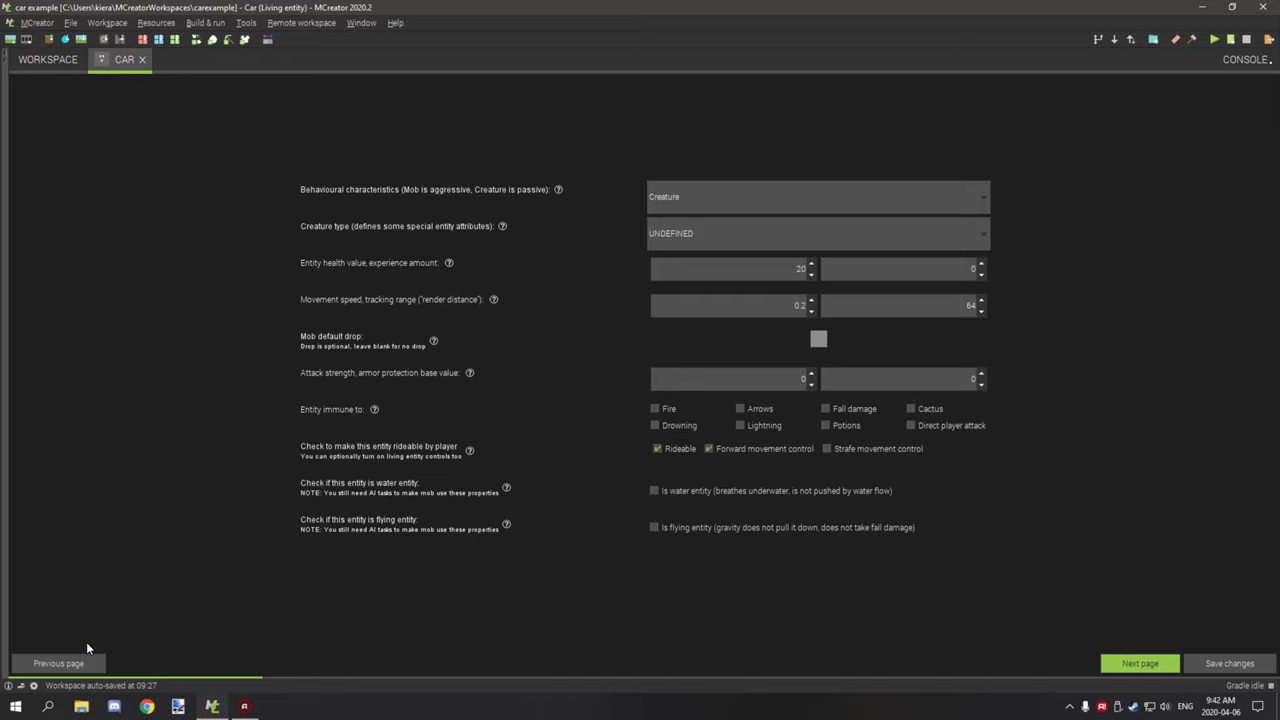 car example [C:\Users\kiera\MCreatorWorkspaces\carexample] - Car (Living entity) - MCreator 2020.2
MCreator File Workspace Resources Build & run Tools Remote workspace Window Help
WORKSPACE CAR CONSOLE
Behavioural characteristics (Mob is aggressive, Creature is passive): Creature
Creature type (defines some special entity attributes): UNDEFINED
Entity health value, experience amount: 20 0
Movement speed, tracking range ("render distance"): 0.2 64
Mob default drop:
Drop is optional, leave blank for no drop
Attack strength, armor protection base value: 0 0
Entity immune to: Fire Arrows Fall damage Cactus
Drowning Lightning Potions Direct player attack
Check to make this entity rideable by player
You can optionally turn on living entity controls too
Rideable Forward movement control Strafe movement control
Check if this entity is water entity:
NOTE: You still need AI tasks to make mob use these properties
Is water entity (breathes underwater, is not pushed by water flow)
Check if this entity is flying entity:
NOTE: You still need AI tasks to make mob use these properties
Is flying entity (gravity does not pull it down, does not take fall damage)
Previous page Next page Save changes
Workspace auto-saved at 09:27 Gradle idle
ENG 9:42 AM
2020-04-06